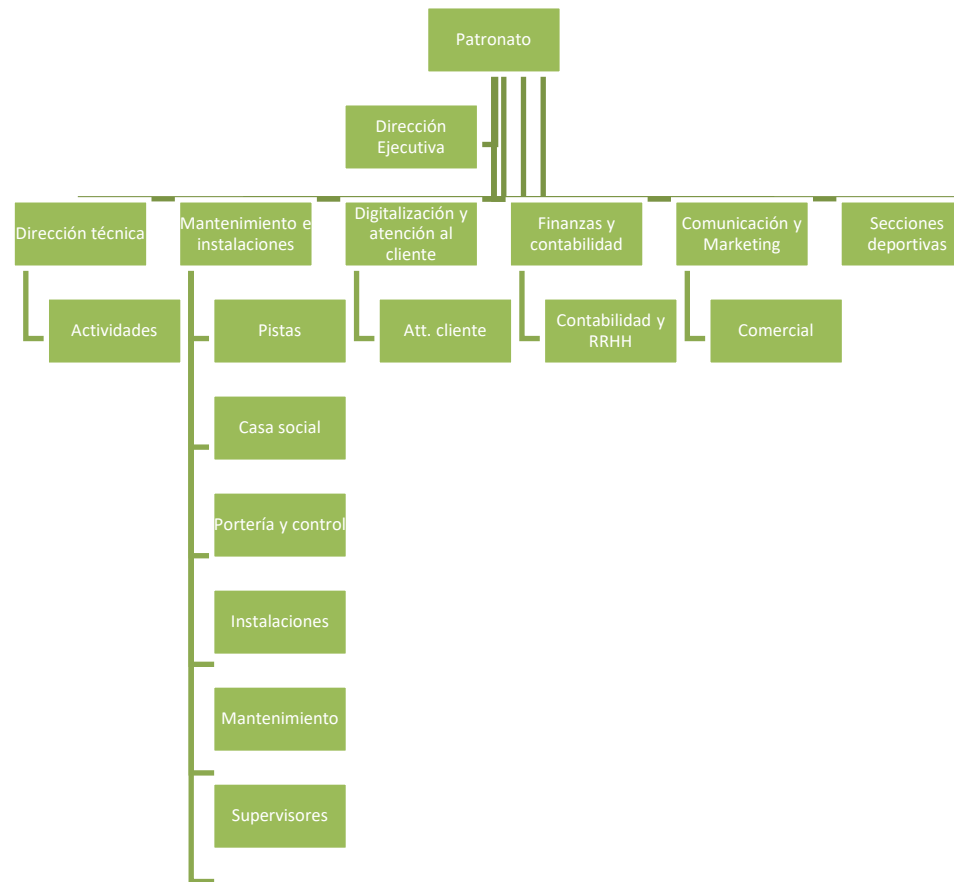 Patronato
Dirección
Ejecutiva
Dirección técnica
Mantenimiento e
instalaciones
Digitalización y
atención al
cliente
Finanzas y
contabilidad
Comunicación y
Marketing
Secciones
deportivas
Actividades
Pistas
Att. cliente
Contabilidad y
RRHH
Comercial
Casa social
Portería y control
Instalaciones
Mantenimiento
Supervisores